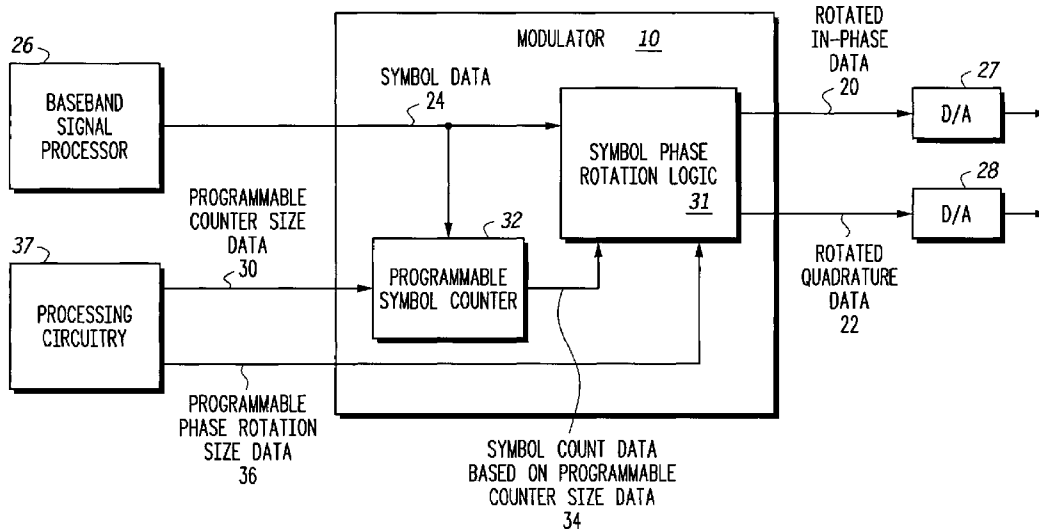 26
BASEBAND
SIGNAL
PROCESSOR
SYMBOL DATA
24
MODULATOR 10
ROTATED
IN-PHASE
DATA
20
27
D/A
SYMBOL PHASE
ROTATION LOGIC
31
28
D/A
ROTATED
QUADRATURE
DATA
22
PROGRAMMABLE
COUNTER SIZE
DATA
30
32
PROGRAMMABLE
SYMBOL COUNTER
37
PROCESSING
CIRCUITRY
PROGRAMMABLE
PHASE ROTATION
SIZE DATA
36
SYMBOL COUNT DATA
BASED ON PROGRAMMABLE
COUNTER SIZE DATA
34